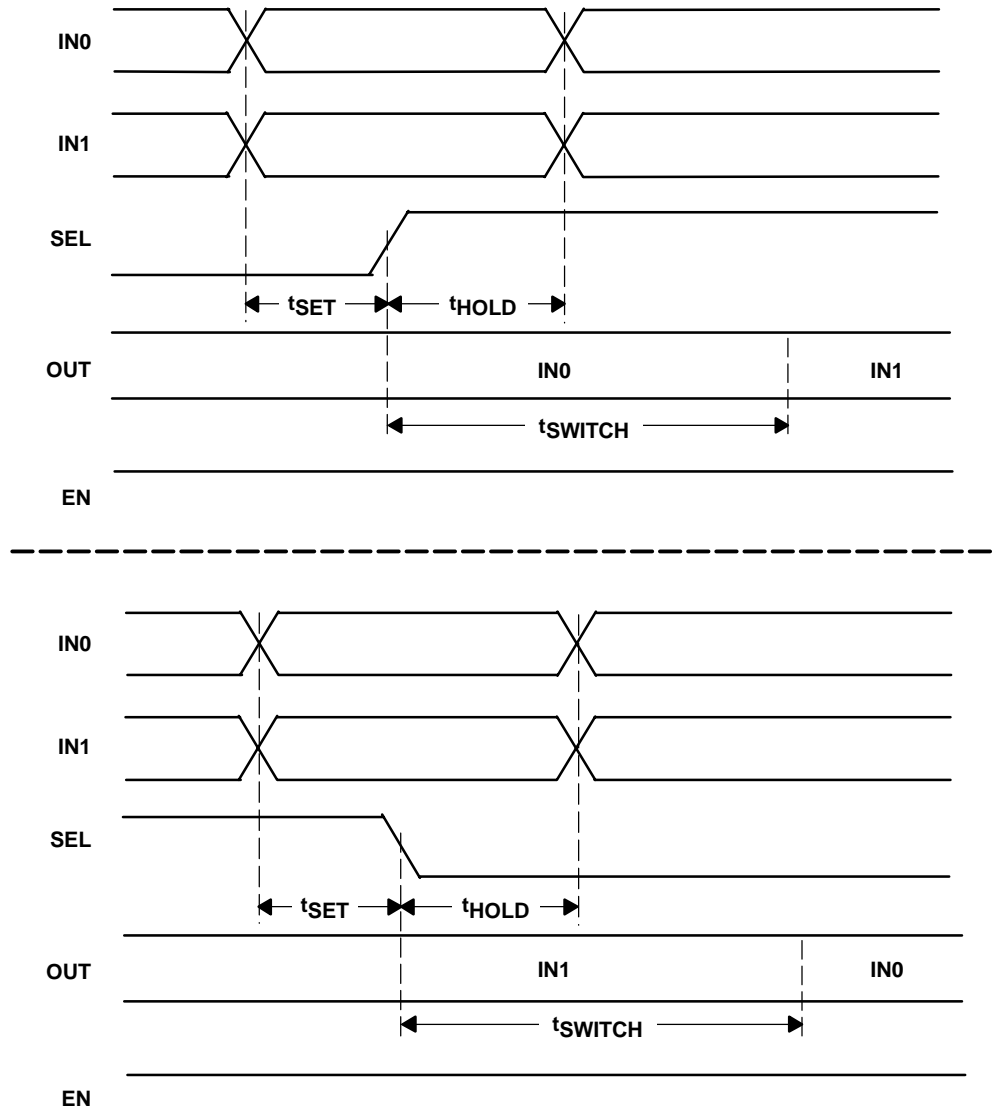 IN0
IN1
SEL
tSET tHOLD
OUT IN0 IN1
tSWITCH
EN
IN0
IN1
SEL
tSET tHOLD
OUT IN1 IN0
tSWITCH
EN